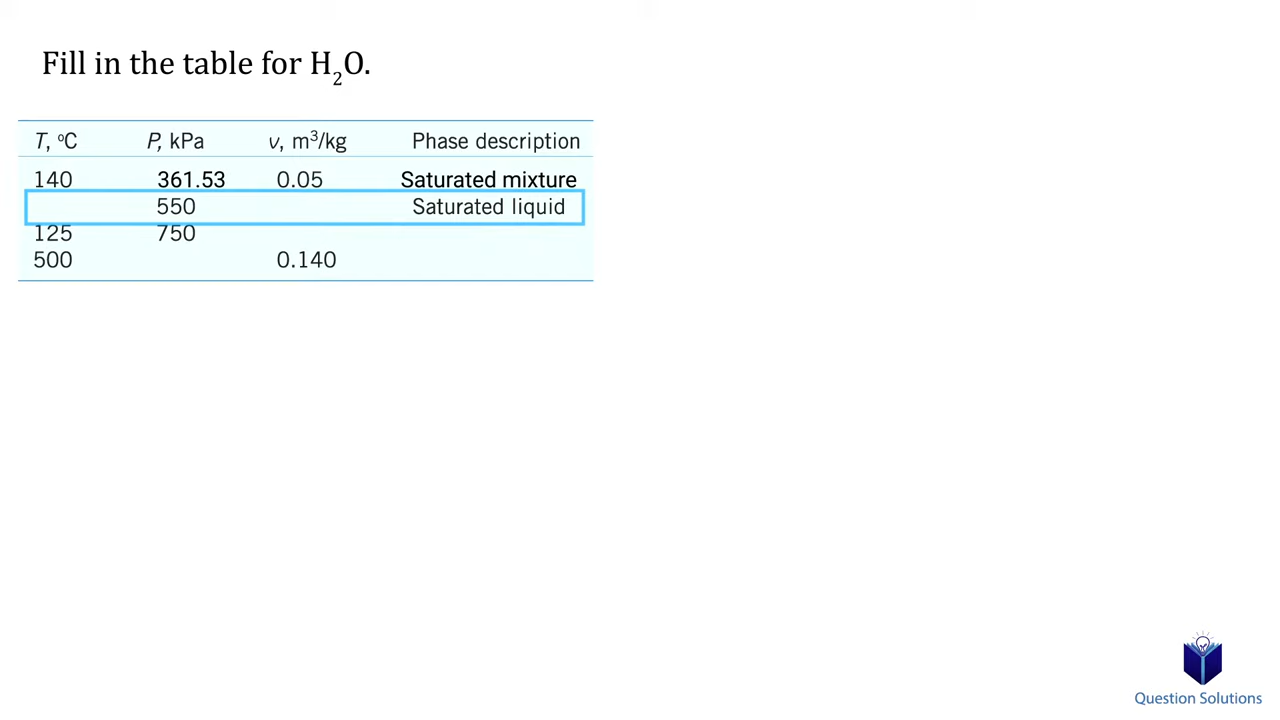 Fill in the table for H₂O.
T, °C P, kPa ν, m³/kg Phase description
140 361.53 0.05 Saturated mixture
550 Saturated liquid
125 750
500 0.140
Question Solutions